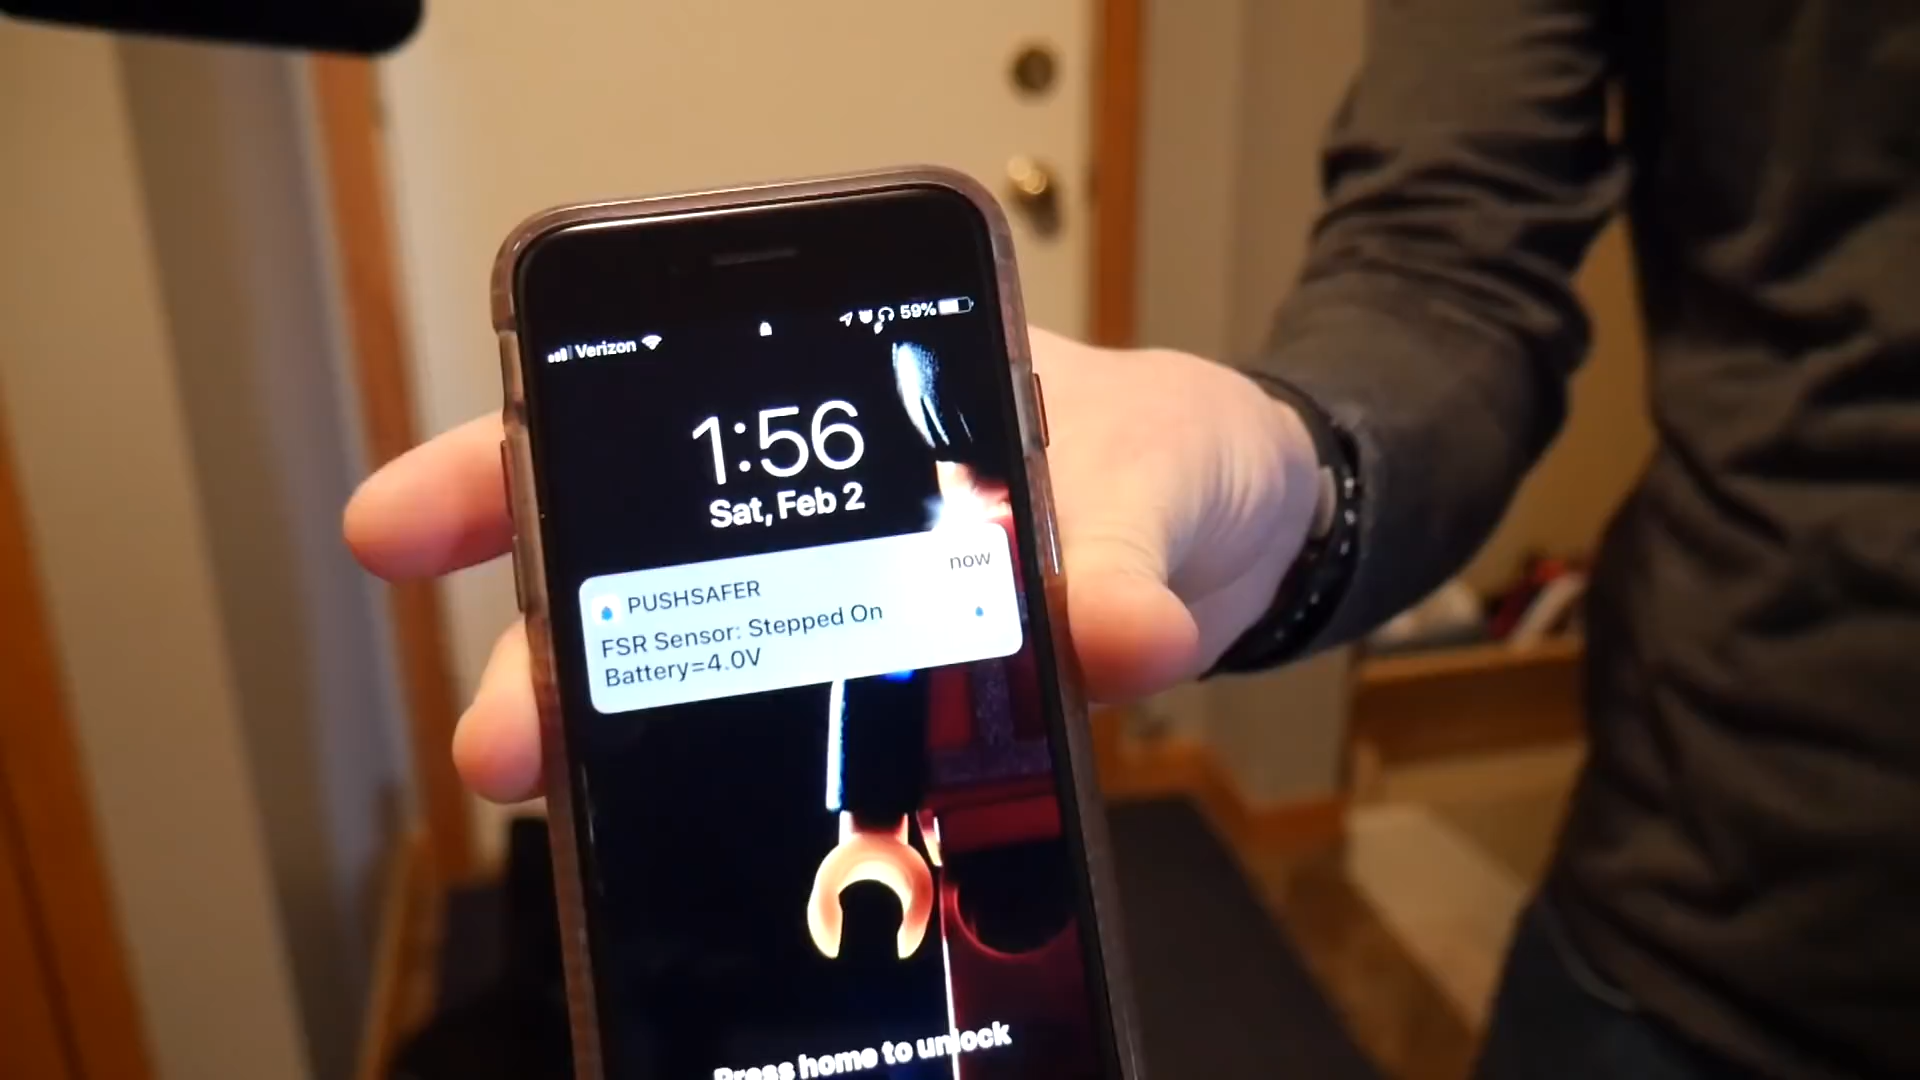 Verizon
59%
1:56
Sat, Feb 2
PUSHSAFER
now
FSR Sensor: Stepped On
Battery=4.0V
Press home to unlock